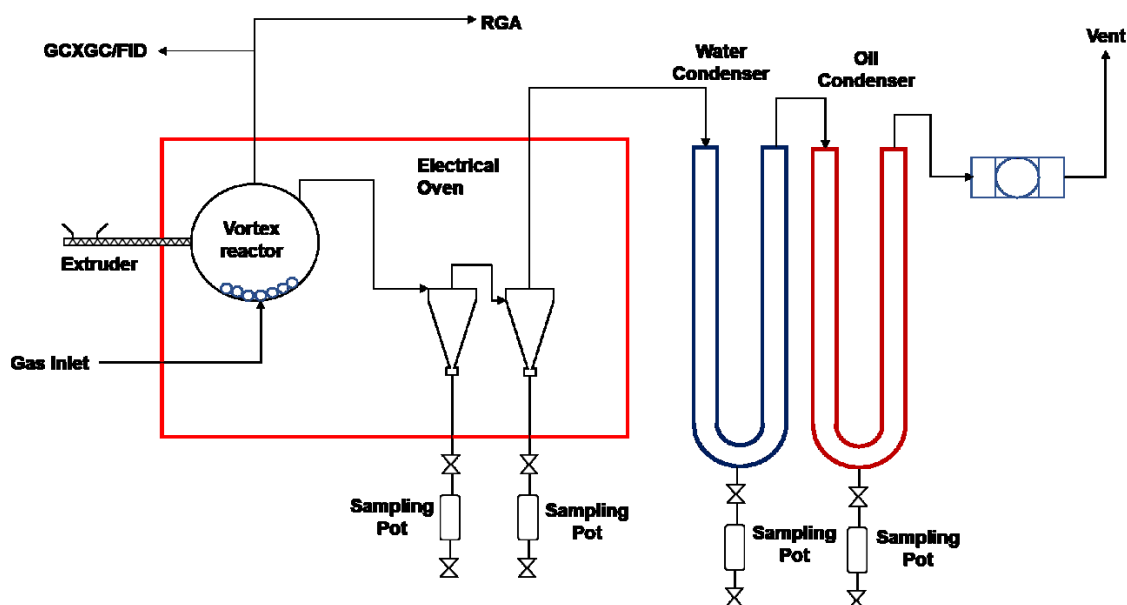 RGA
GCXGC/FID
Water
Condenser
Oil
Condenser
Vent
Electrical
Oven
Vortex
reactor
Extruder
Gas Inlet
Sampling
Pot
Sampling
Pot
Sampling
Pot
Sampling
Pot